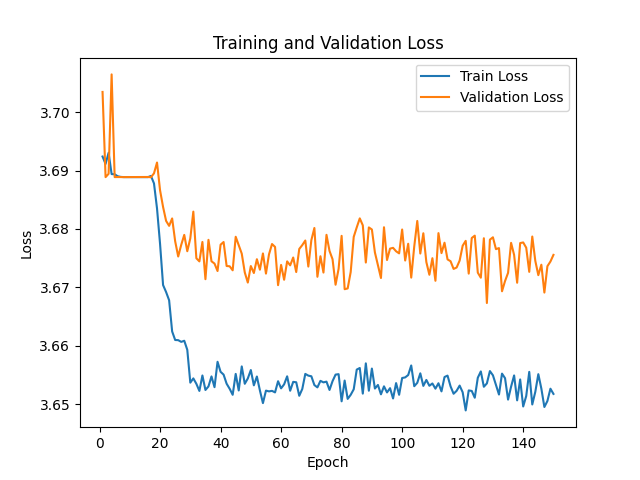 Training and Validation Loss
Train Loss
Validation Loss
3.70
3.69
3.68
3.67
3.66
3.65
Loss
0 20 40 60 80 100 120 140
Epoch